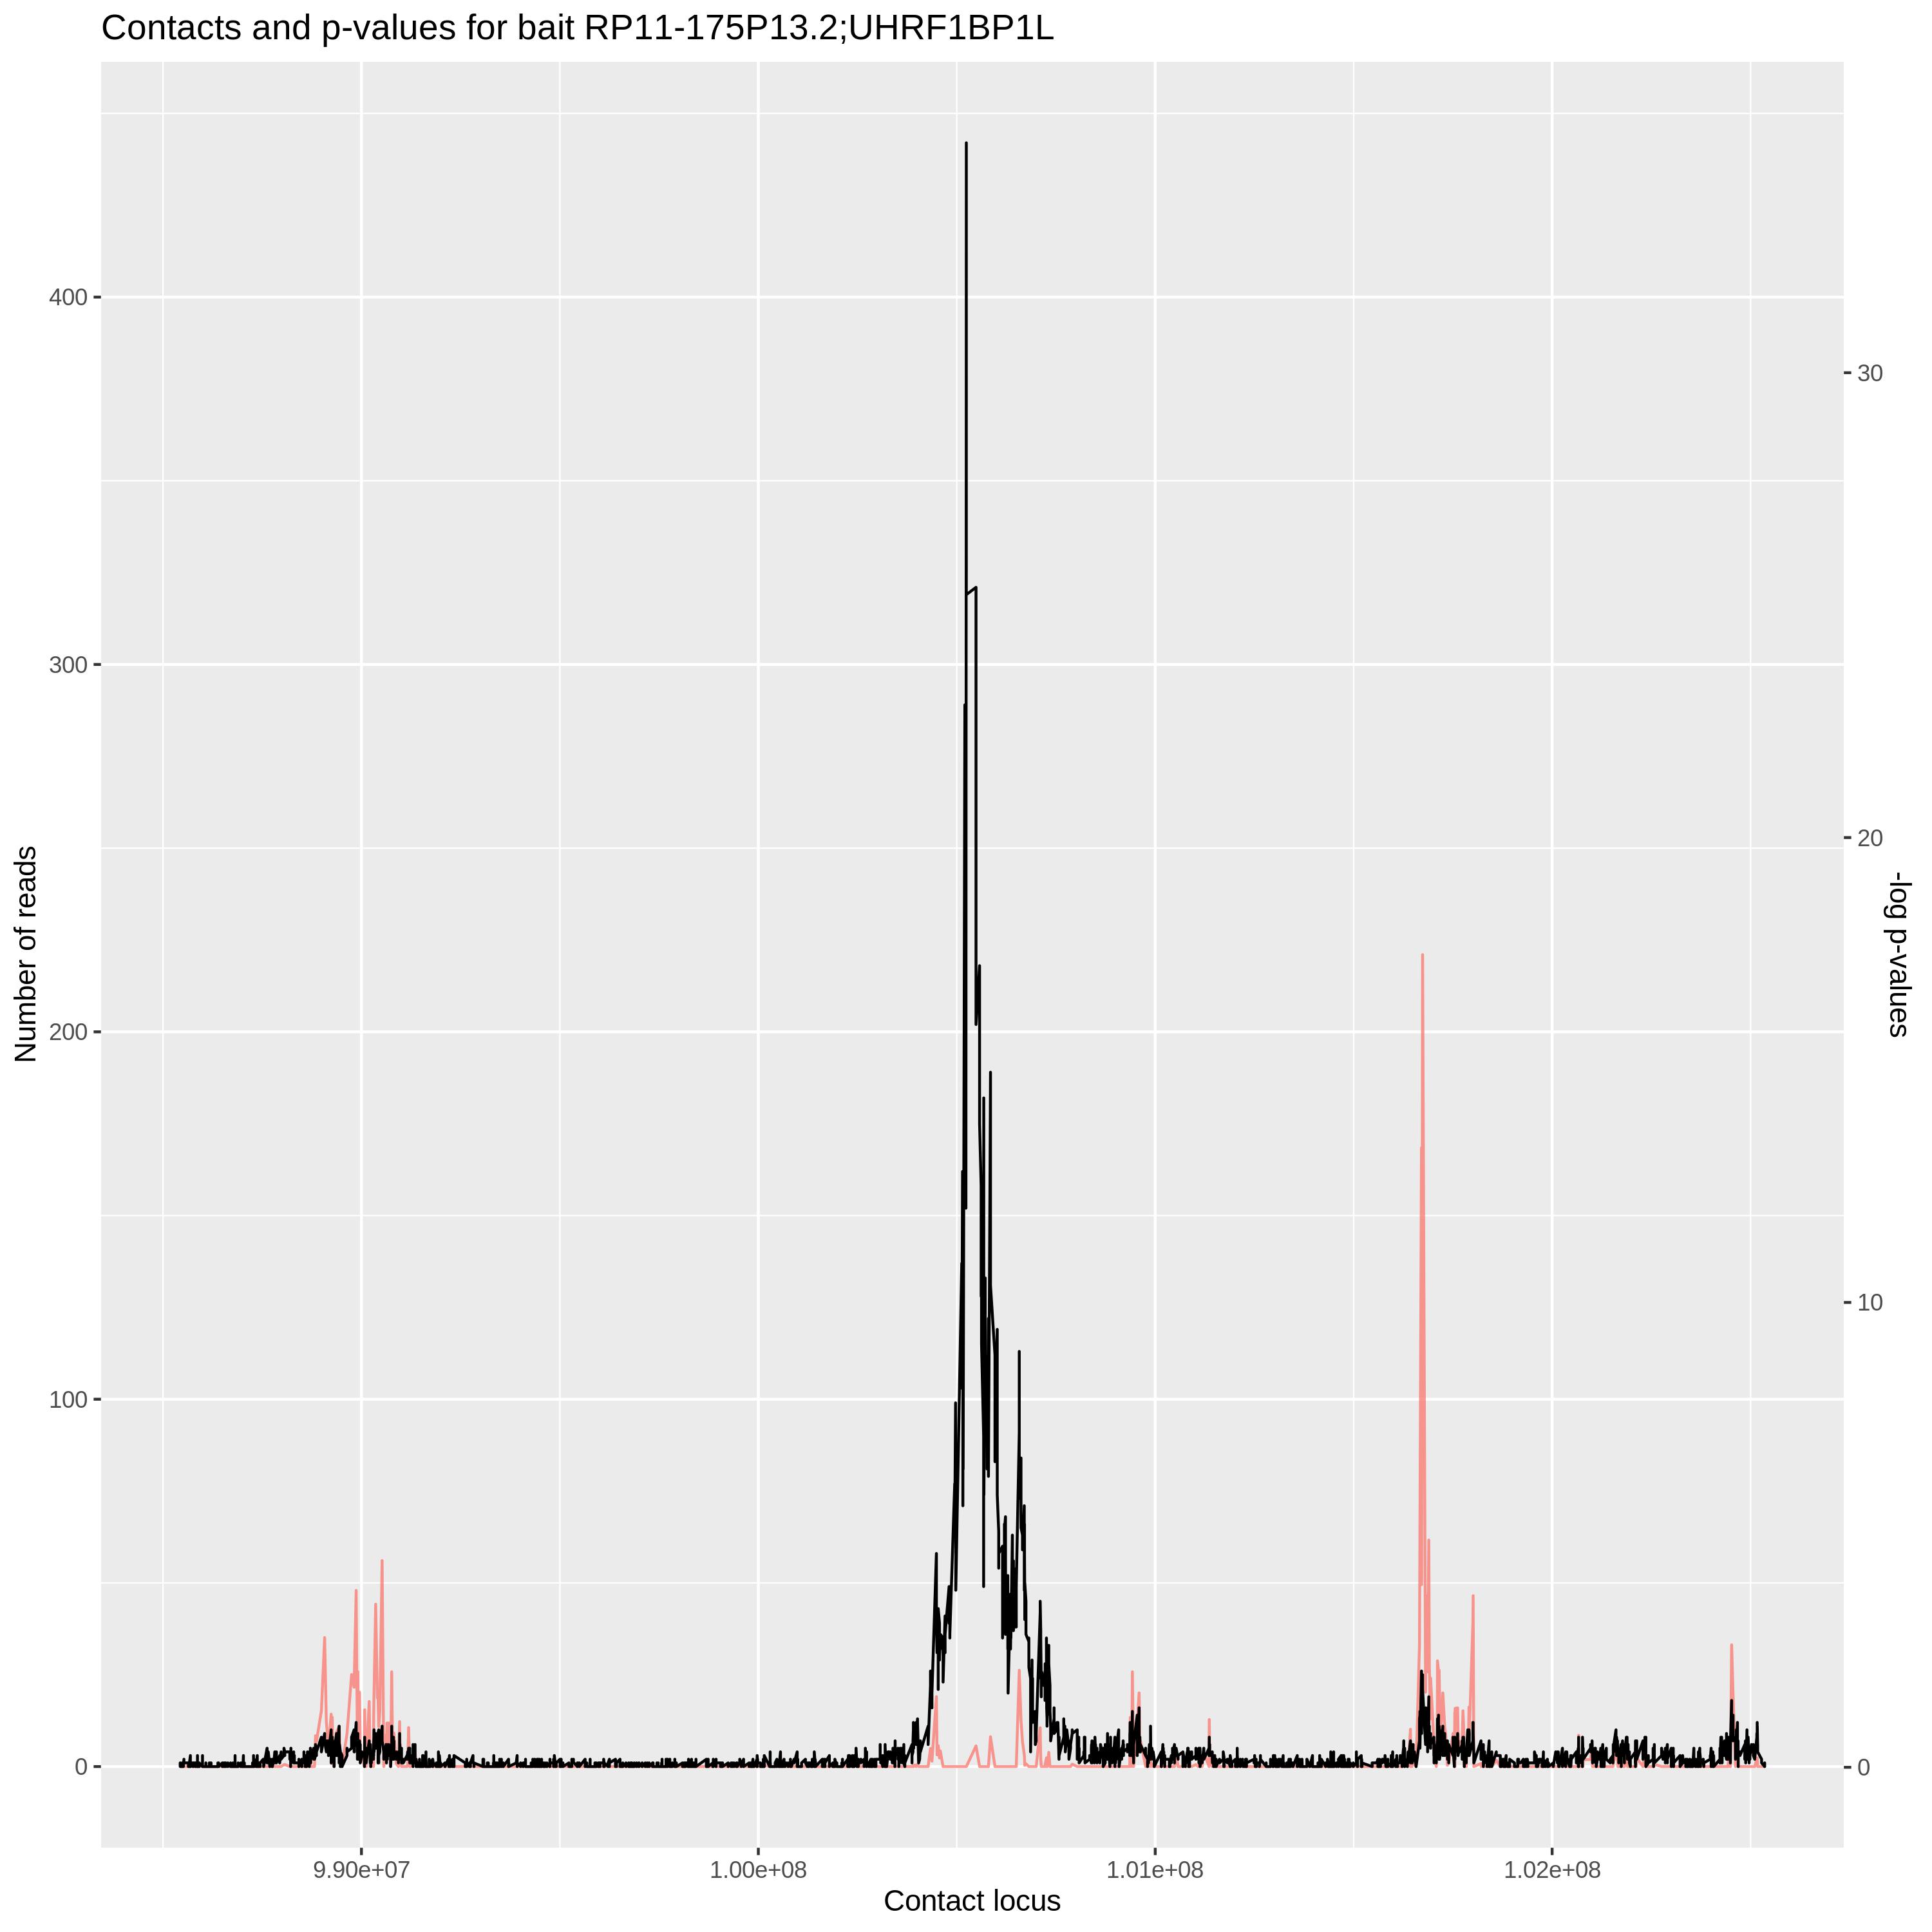 Contacts and p-values for bait RP11-175P13.2;UHRF1BP1L
Number of reads
400
300
200
100
0
30
20
10
0
-log p-values
9.90e+07 1.00e+08 1.01e+08 1.02e+08
Contact locus